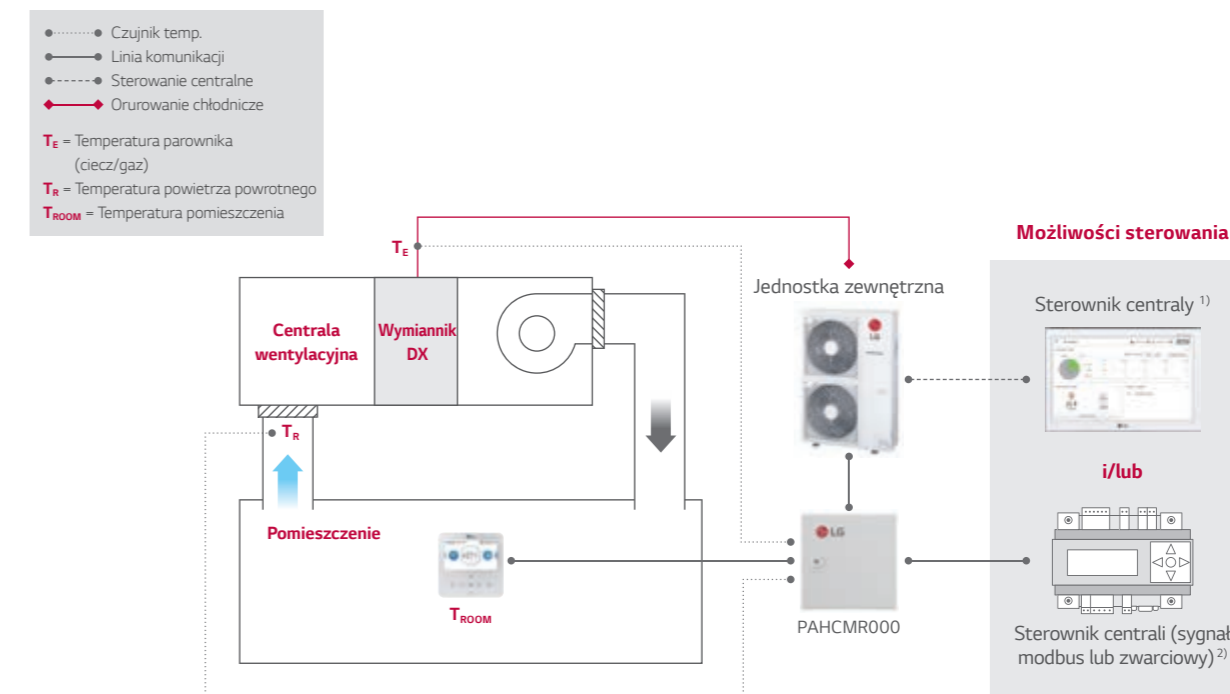 Czujnik temp.
Linia komunikacji
Sterowanie centralne
Orurowanie chłodnicze
TE = Temperatura parownika
(ciecz/gaz)
TR = Temperatura powietrza powrotnego
TROOM = Temperatura pomieszczenia
Możliwości sterowania
TE
Jednostka zewnętrzna
Sterownik centraly 1)
Centrala
wentylacyjna
Wymiannik
DX
LG
TR
i/lub
Pomieszczenie
LG
TROOM
PAHCMR000
Sterownik centrali (sygnał
modbus lub zwarciowy) 2)